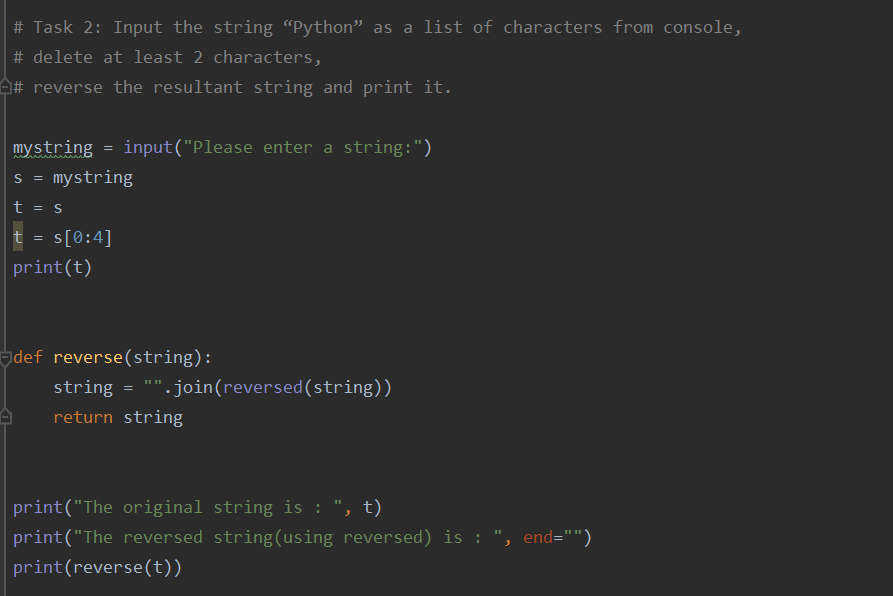 # Task 2: Input the string “Python” as a list of characters from console,
# delete at least 2 characters,
# reverse the resultant string and print it.
mystring = input("Please enter a string:")
s = mystring
t = s
t = s[0:4]
print(t)
def reverse(string):
    string = "".join(reversed(string))
    return string
print("The original string is : ", t)
print("The reversed string(using reversed) is : ", end="")
print(reverse(t))